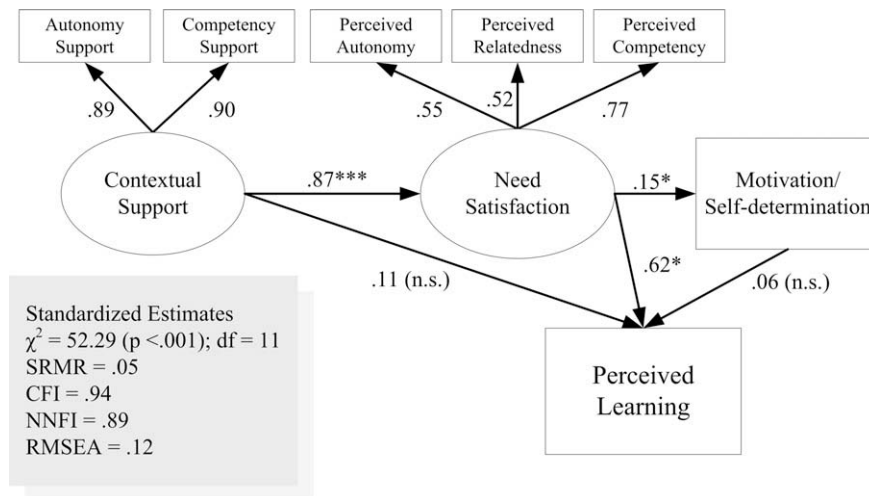 Autonomy
Support
Competency
Support
Perceived
Autonomy
Perceived
Relatedness
Perceived
Competency
.89
.90
.55
.52
.77
Contextual
Support
.87***
Need
Satisfaction
.15*
Motivation/
Self-determination
.11 (n.s.)
.62*
.06 (n.s.)
Perceived
Learning
Standardized Estimates
χ² = 52.29 (p <.001); df = 11
SRMR = .05
CFI = .94
NNFI = .89
RMSEA = .12